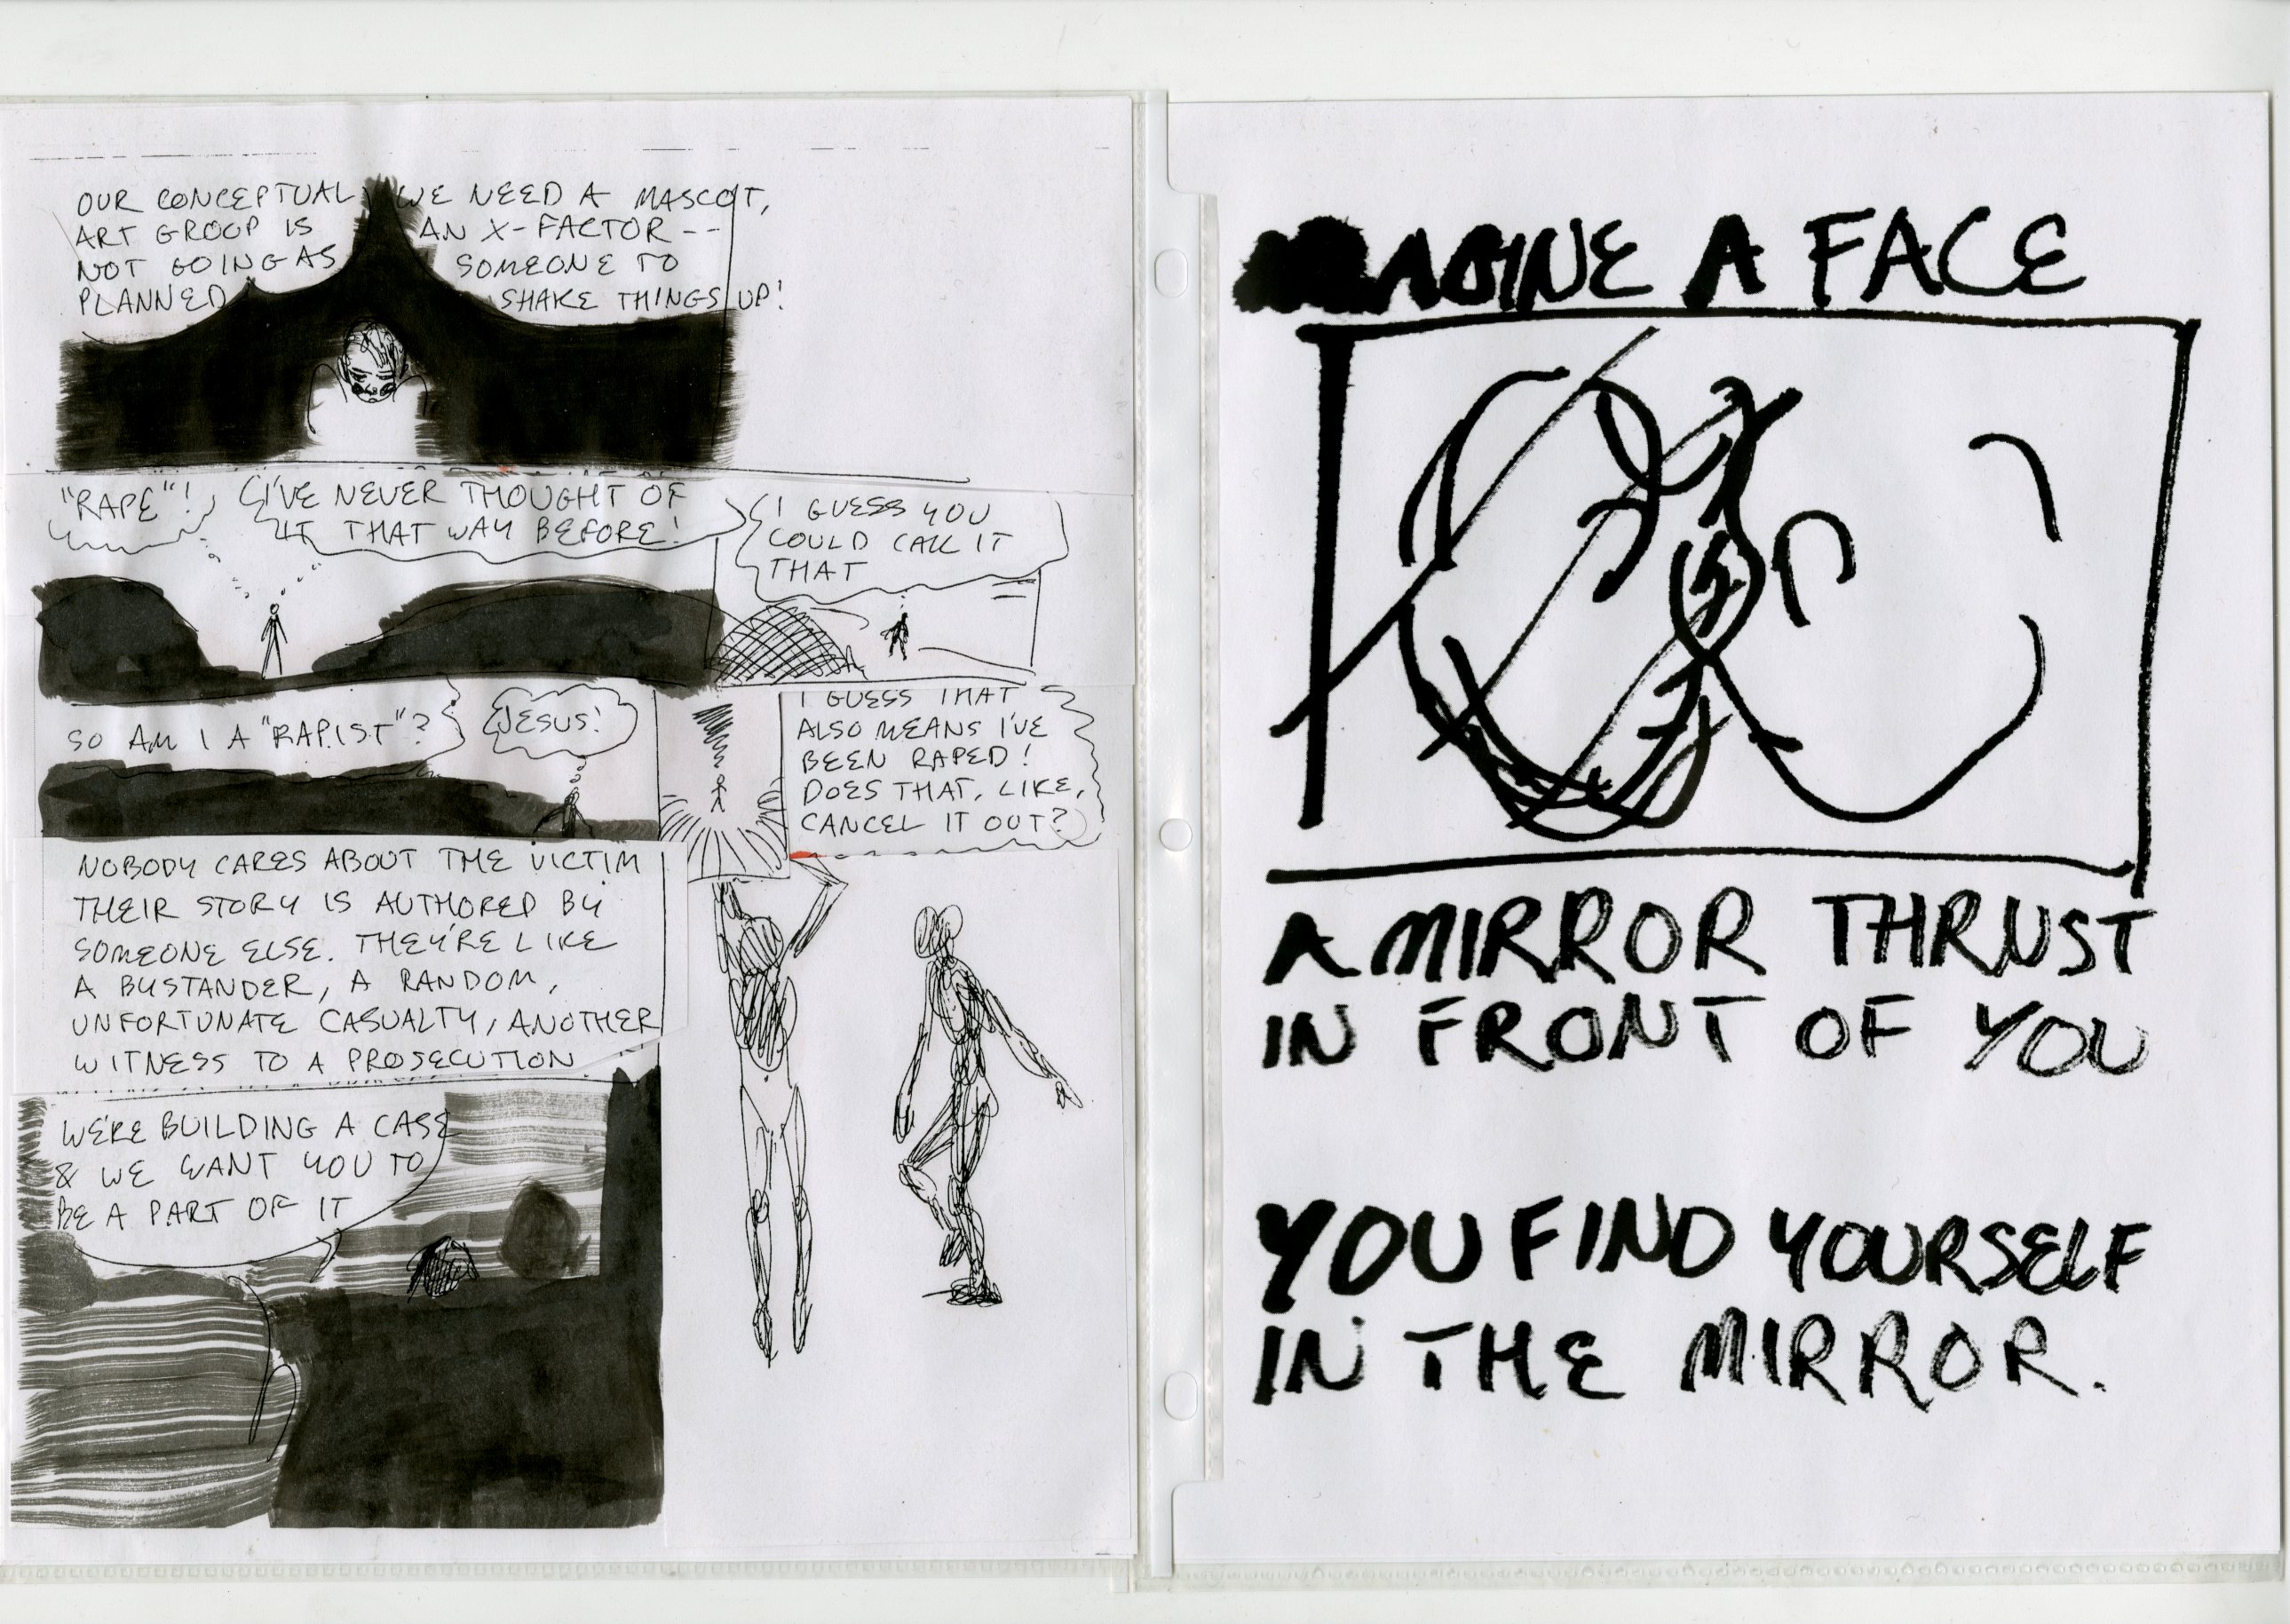 OUR CONCEPTUAL
ART GROUP IS
NOT GOING AS
PLANNED
WE NEED A MASCOT,
AN X-FACTOR --
SOMEONE TO
SHAKE THINGS UP!
"RAPE"!
I'VE NEVER THOUGHT OF
IT THAT WAY BEFORE!
I GUESS YOU
COULD CALL IT
THAT
SO AM I A "RAPIST"?
JESUS!
I GUESS THAT
ALSO MEANS I'VE
BEEN RAPED!
DOES THAT, LIKE,
CANCEL IT OUT?
NOBODY CARES ABOUT THE VICTIM
THEIR STORY IS AUTHORED BY
SOMEONE ELSE. THEY'RE LIKE
A BYSTANDER, A RANDOM,
UNFORTUNATE CASUALTY, ANOTHER
WITNESS TO A PROSECUTION
WE'RE BUILDING A CASE
& WE WANT YOU TO
BE A PART OF IT
A FACE
A MIRROR THRUST
IN FRONT OF YOU
YOU FIND YOURSELF
IN THE MIRROR.